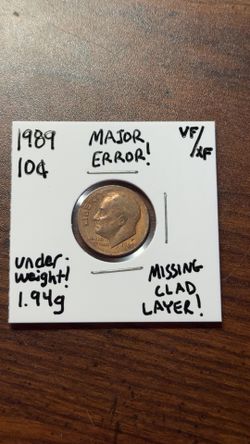 1989
10¢
MAJOR
ERROR!
VF/
XF
under-
weight!
1.94g
MISSING
CLAD
LAYER!